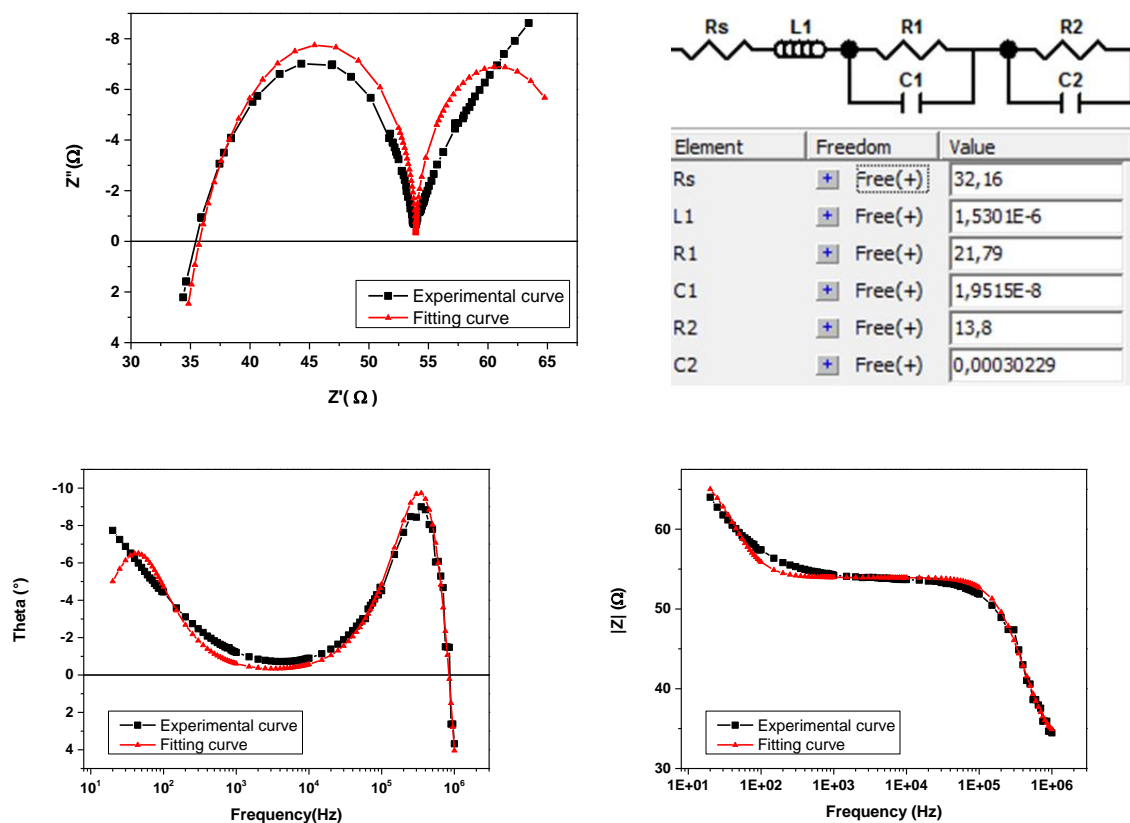 -8
-6
-4
-2
0
2
4
Z''(Ω)
30 35 40 45 50 55 60 65
Z'( Ω )
Experimental curve
Fitting curve
Rs L1 R1 R2
C1 C2
Element Freedom Value
Rs + Free(+) 32,16
L1 + Free(+) 1,5301E-6
R1 + Free(+) 21,79
C1 + Free(+) 1,9515E-8
R2 + Free(+) 13,8
C2 + Free(+) 0,00030229
-10
-8
-6
-4
-2
0
2
4
Theta (°)
10¹ 10² 10³ 10⁴ 10⁵ 10⁶
Frequency(Hz)
Experimental curve
Fitting curve
60
50
40
30
|Z| (Ω)
1E+01 1E+02 1E+03 1E+04 1E+05 1E+06
Frequency (Hz)
Experimental curve
Fitting curve